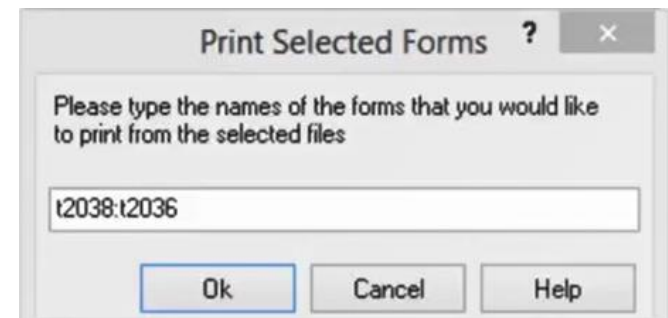 Print Selected Forms ?
Please type the names of the forms that you would like
to print from the selected files
t2038:t2036
Ok Cancel Help